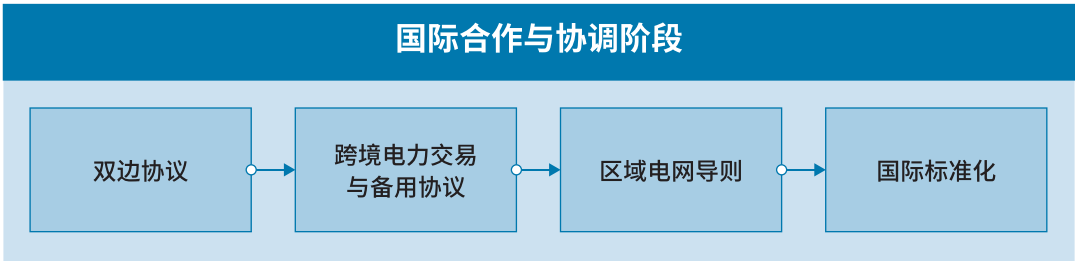 国际合作与协调阶段
双边协议
跨境电力交易
与备用协议
区域电网导则
国际标准化